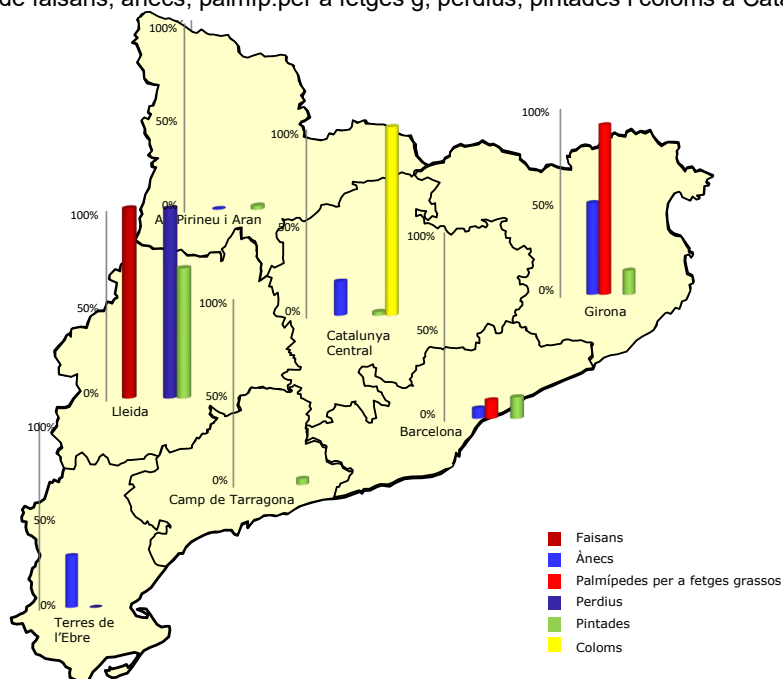 de faisans, ànecs, palmíp.per a fetges g, perdius, pintades i coloms a Cata
100%
50%
0%
Pirineu i Aran
100%
50%
0%
Catalunya
Central
100%
50%
0%
Girona
100%
50%
0%
Lleida
100%
50%
0%
Barcelona
100%
50%
0%
Camp de Tarragona
100%
50%
0%
Terres de
l'Ebre
Faisans
Ànecs
Palmípedes per a fetges grassos
Perdius
Pintades
Coloms